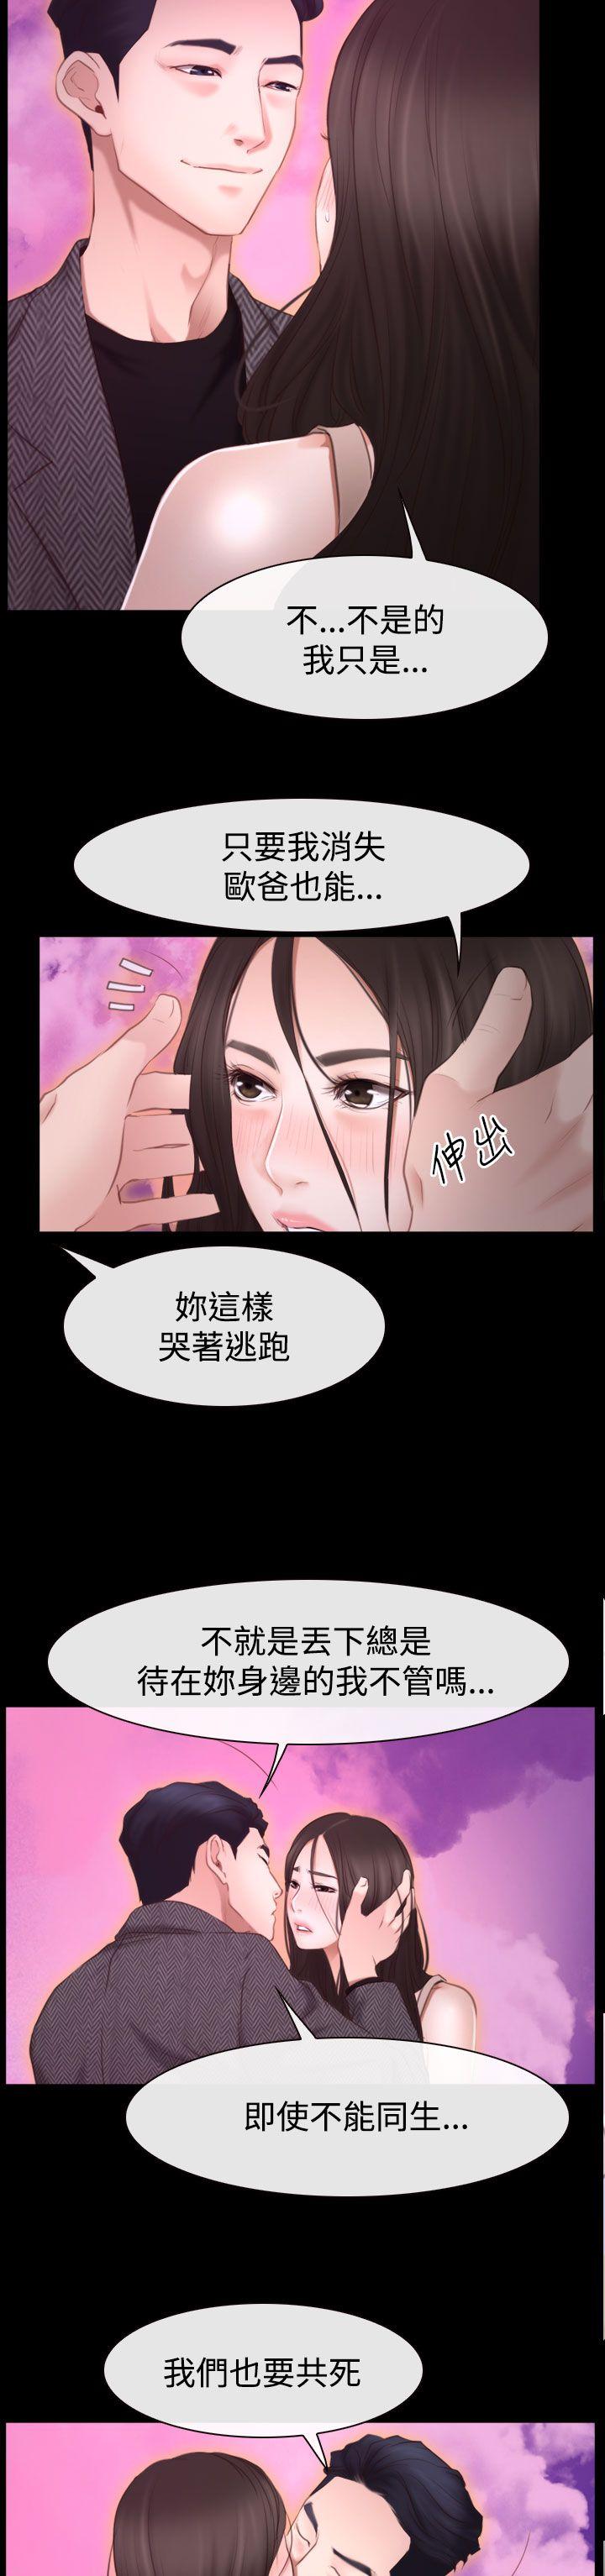 不...不是的
我只是...
只要我消失
歐爸也能...
伸出
妳這樣
哭著逃跑
不就是丟下總是
待在妳身邊的我不管嗎...
即使不能同生...
我們也要共死